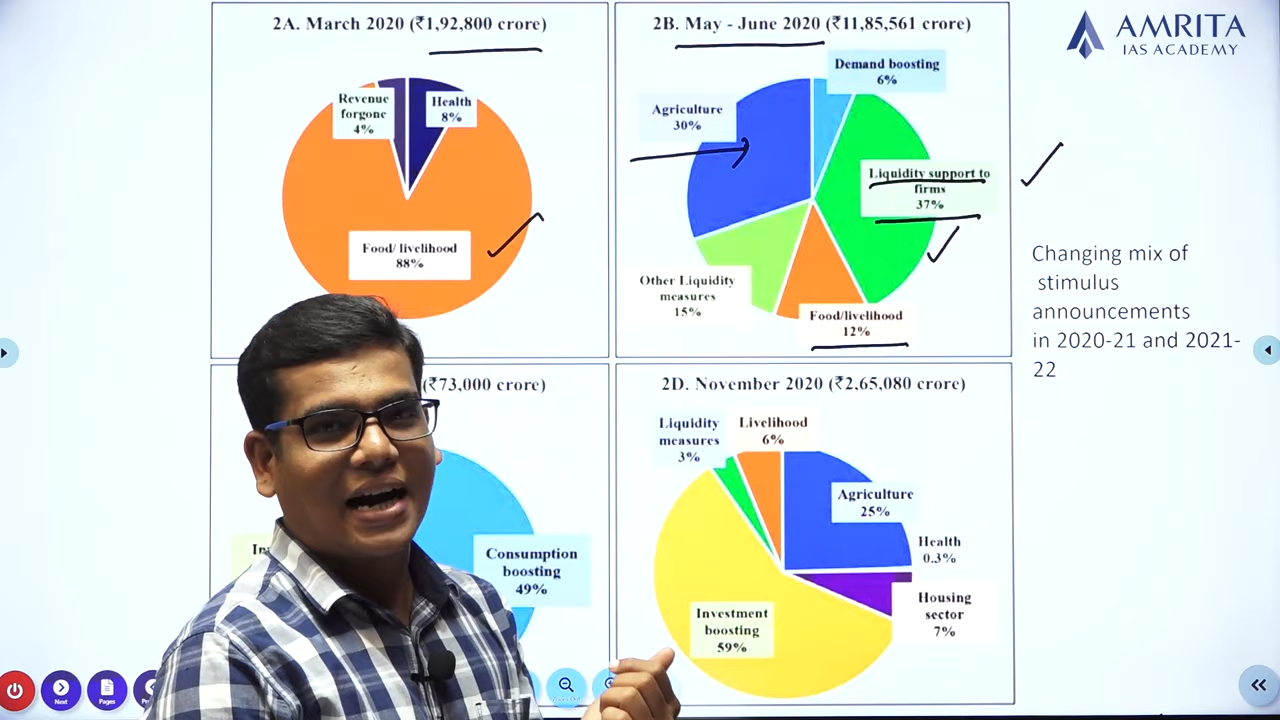 2A. March 2020 (₹1,92,800 crore)
Revenue
forgone
4%
Health
8%
Food/ livelihood
88%
2B. May - June 2020 (₹11,85,561 crore)
Demand boosting
6%
Agriculture
30%
Liquidity support to
firms
37%
Other Liquidity
measures
15%
Food/livelihood
12%
AMRITA
IAS ACADEMY
Changing mix of
stimulus
announcements
in 2020-21 and 2021-
22
(₹73,000 crore)
Consumption
boosting
49%
2D. November 2020 (₹2,65,080 crore)
Liquidity
measures
3%
Livelihood
6%
Agriculture
25%
Health
0.3%
Housing
sector
7%
Investment
boosting
59%
Next
Pages
Zoom Out